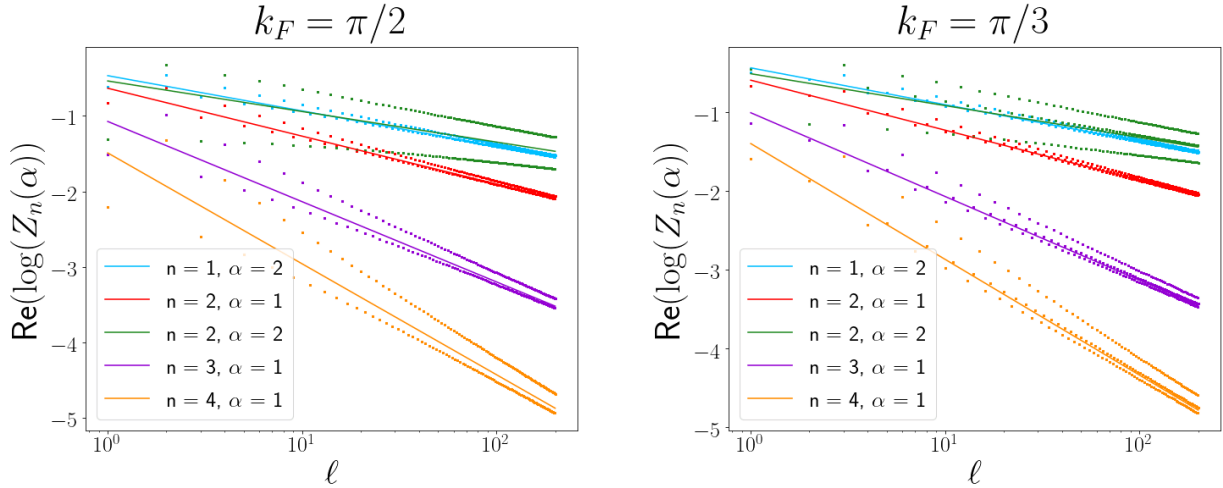 k_F = π/2
Re(log(Z_n(α)))
−1
−2
−3
−4
−5
n = 1, α = 2
n = 2, α = 1
n = 2, α = 2
n = 3, α = 1
n = 4, α = 1
10^0
10^1
10^2
ℓ
k_F = π/3
Re(log(Z_n(α)))
−1
−2
−3
−4
−5
n = 1, α = 2
n = 2, α = 1
n = 2, α = 2
n = 3, α = 1
n = 4, α = 1
10^0
10^1
10^2
ℓ